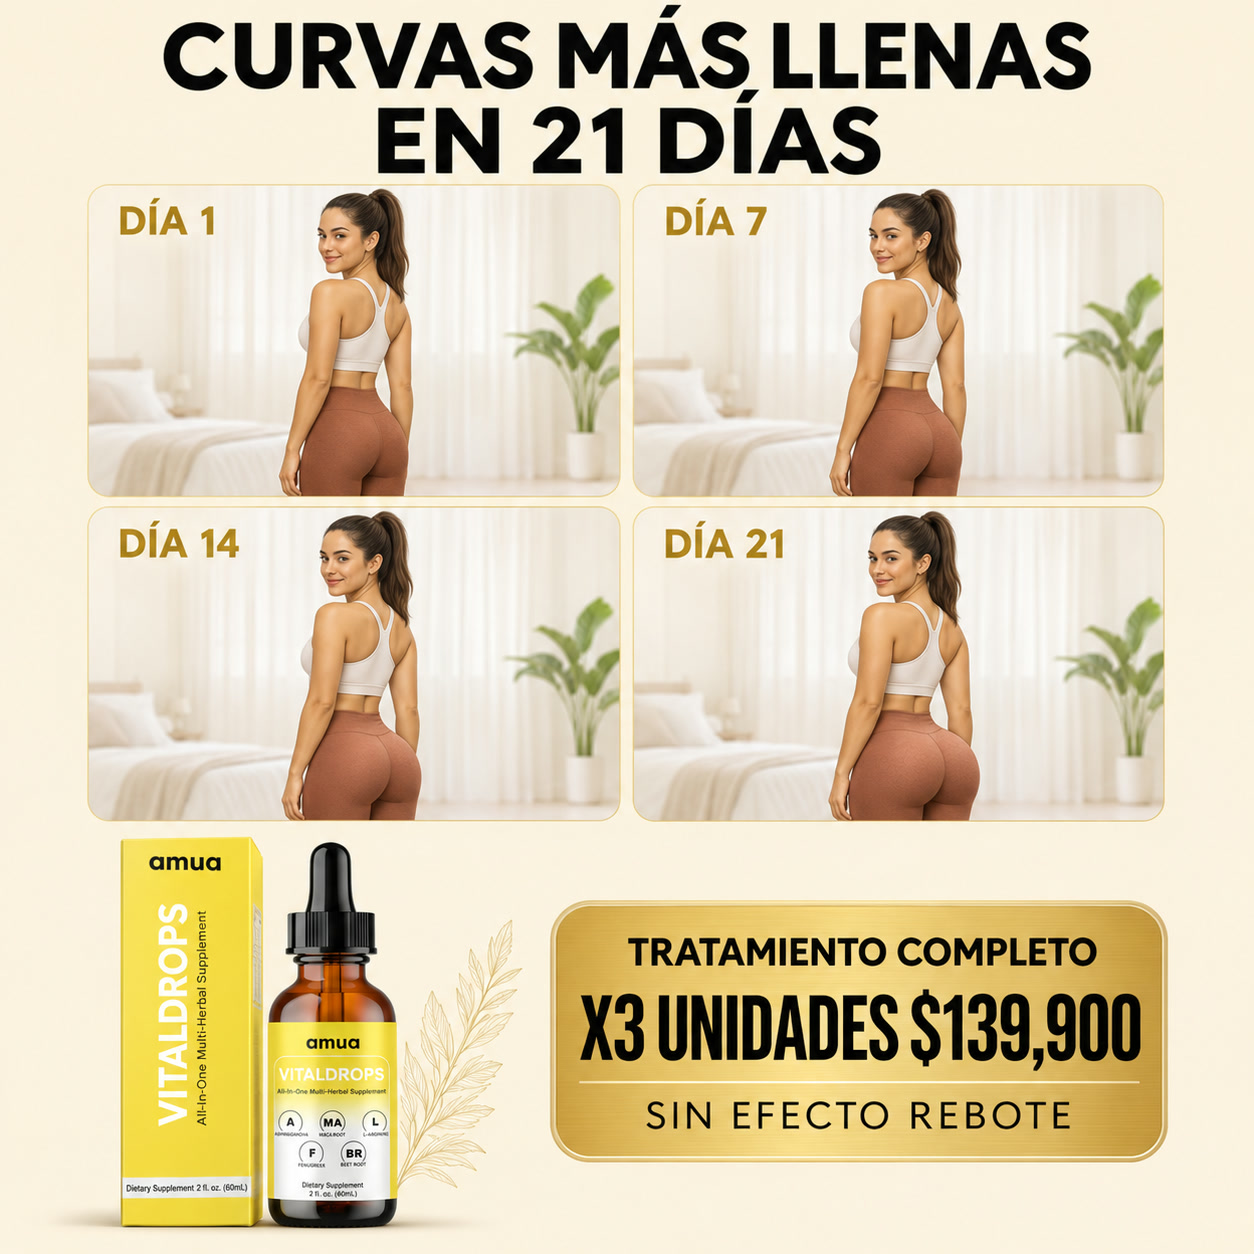 CURVAS MÁS LLENAS
EN 21 DÍAS
DÍA 1
DÍA 7
DÍA 14
DÍA 21
amua
VITALDROPS
All-In-One Multi-Herbal Supplement
Dietary Supplement 2 fl. oz. (60mL)
amua
VITALDROPS
All-In-One Multi-Herbal Supplement
A
MA
L
ASHWAGANDHA
MACA ROOT
L-ARGININE
F
BR
FENUGREEK
BEET ROOT
Dietary Supplement
2 fl. oz. (60mL)
TRATAMIENTO COMPLETO
X3 UNIDADES $139,900
SIN EFECTO REBOTE